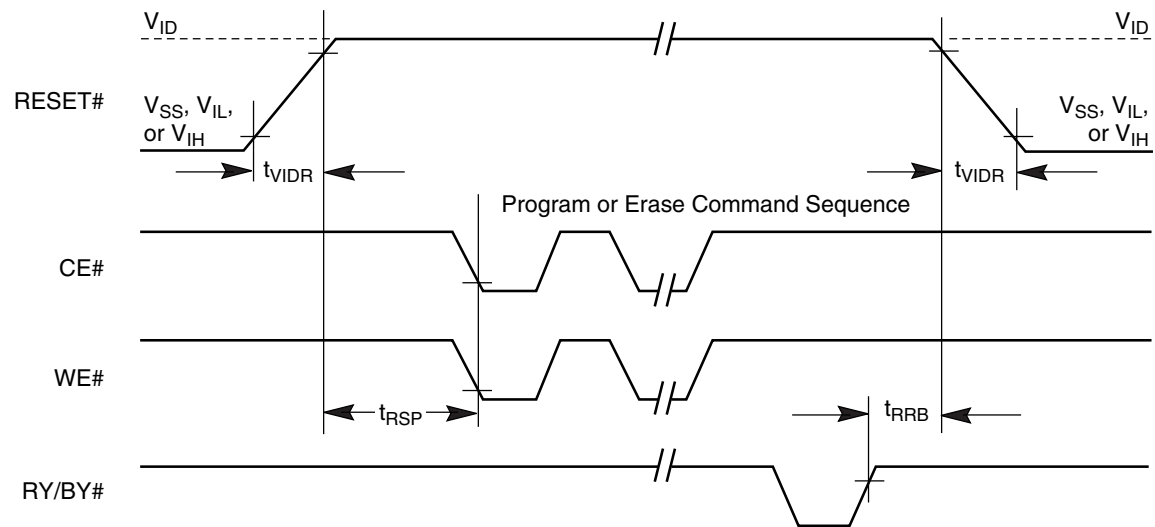 VID
VID
RESET#
VSS, VIL,
or VIH
VSS, VIL,
or VIH
tVIDR
tVIDR
Program or Erase Command Sequence
CE#
WE#
tRSP
tRRB
RY/BY#